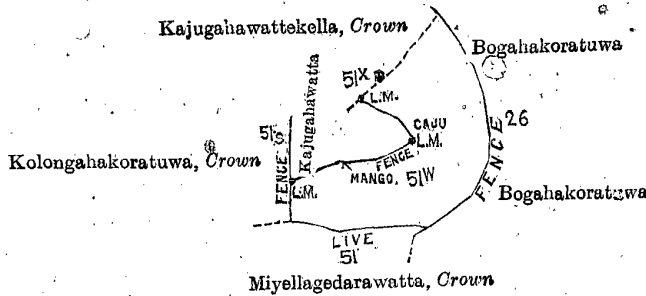 Kajugahawattekella, Crown
Bogahakoratuwa
Kajugahawatta
51X
L.M.
CAJU
L.M.
26
FENCE
51S
Kolongahakoratuwa, Crown
FENCE
FENCE
MANGO. 51W
L.M.
Bogahakoratuwa
LIVE
51
Miyellagedarawatta, Crown